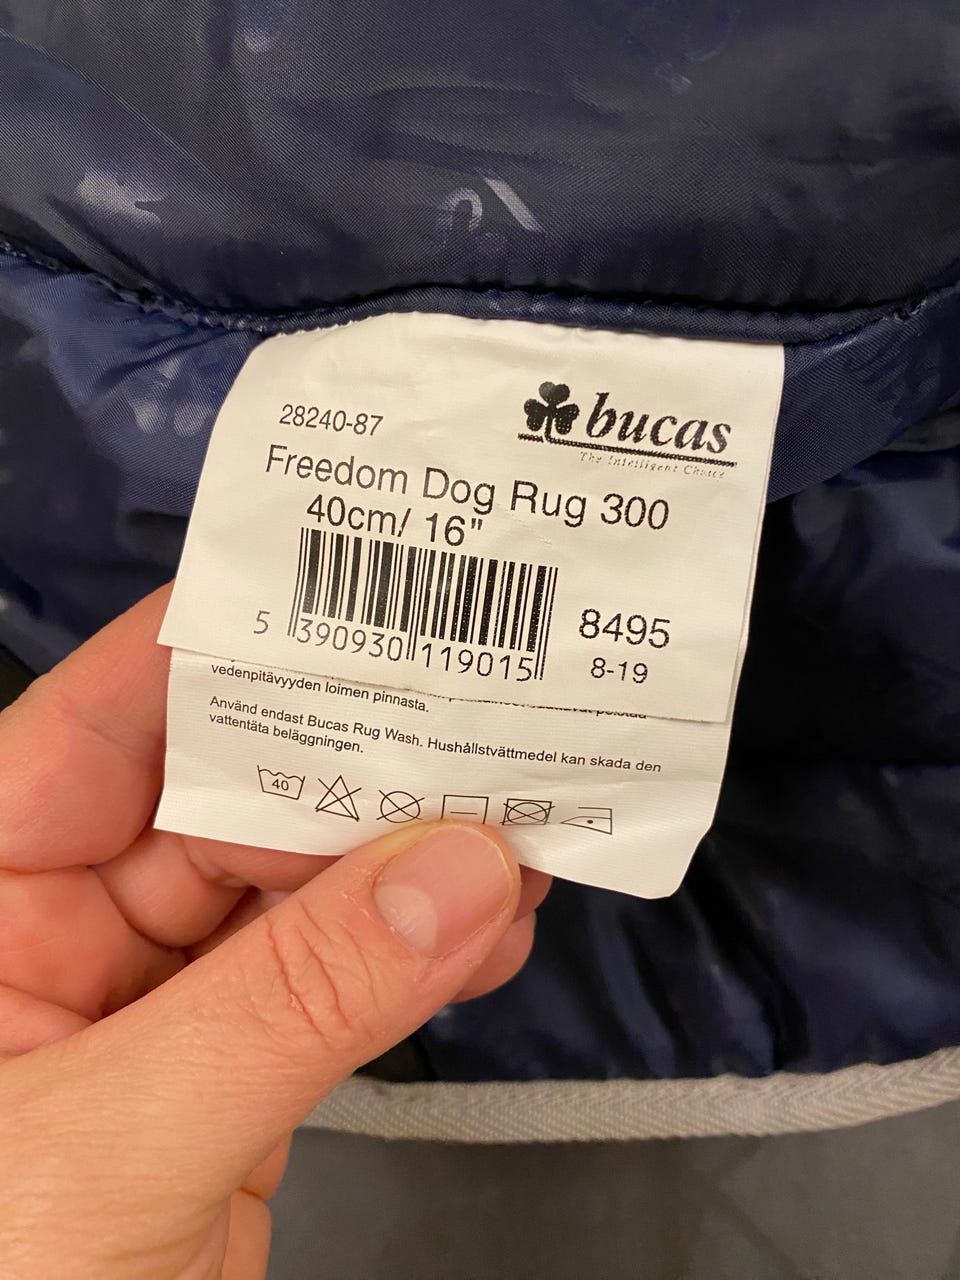 bucas
The Intelligent Choice
28240-87
Freedom Dog Rug 300
40cm/ 16"
5 390930 119015
8495
8-19
vedenpitävyyden loimen pinnasta.
Använd endast Bucas Rug Wash. Hushållstvättmedel kan skada den
vattentäta beläggningen.
40